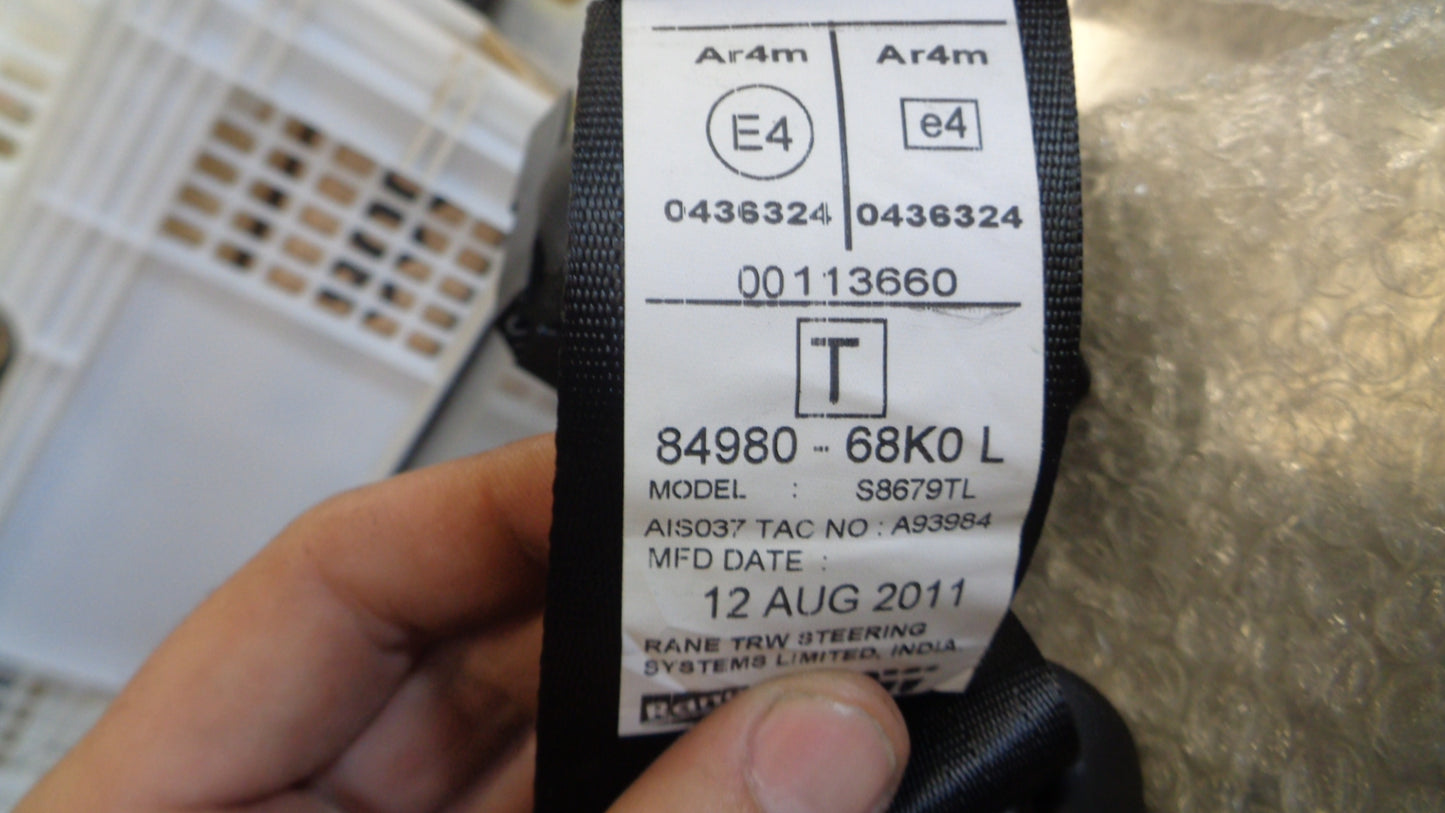 Ar4m Ar4m
E4 e4
0436324 0436324
00113660
T
84980 - 68K0 L
MODEL : S8679TL
AIS037 TAC NO : A93984
MFD DATE :
12 AUG 2011
RANE TRW STEERING
SYSTEMS LIMITED, INDIA.